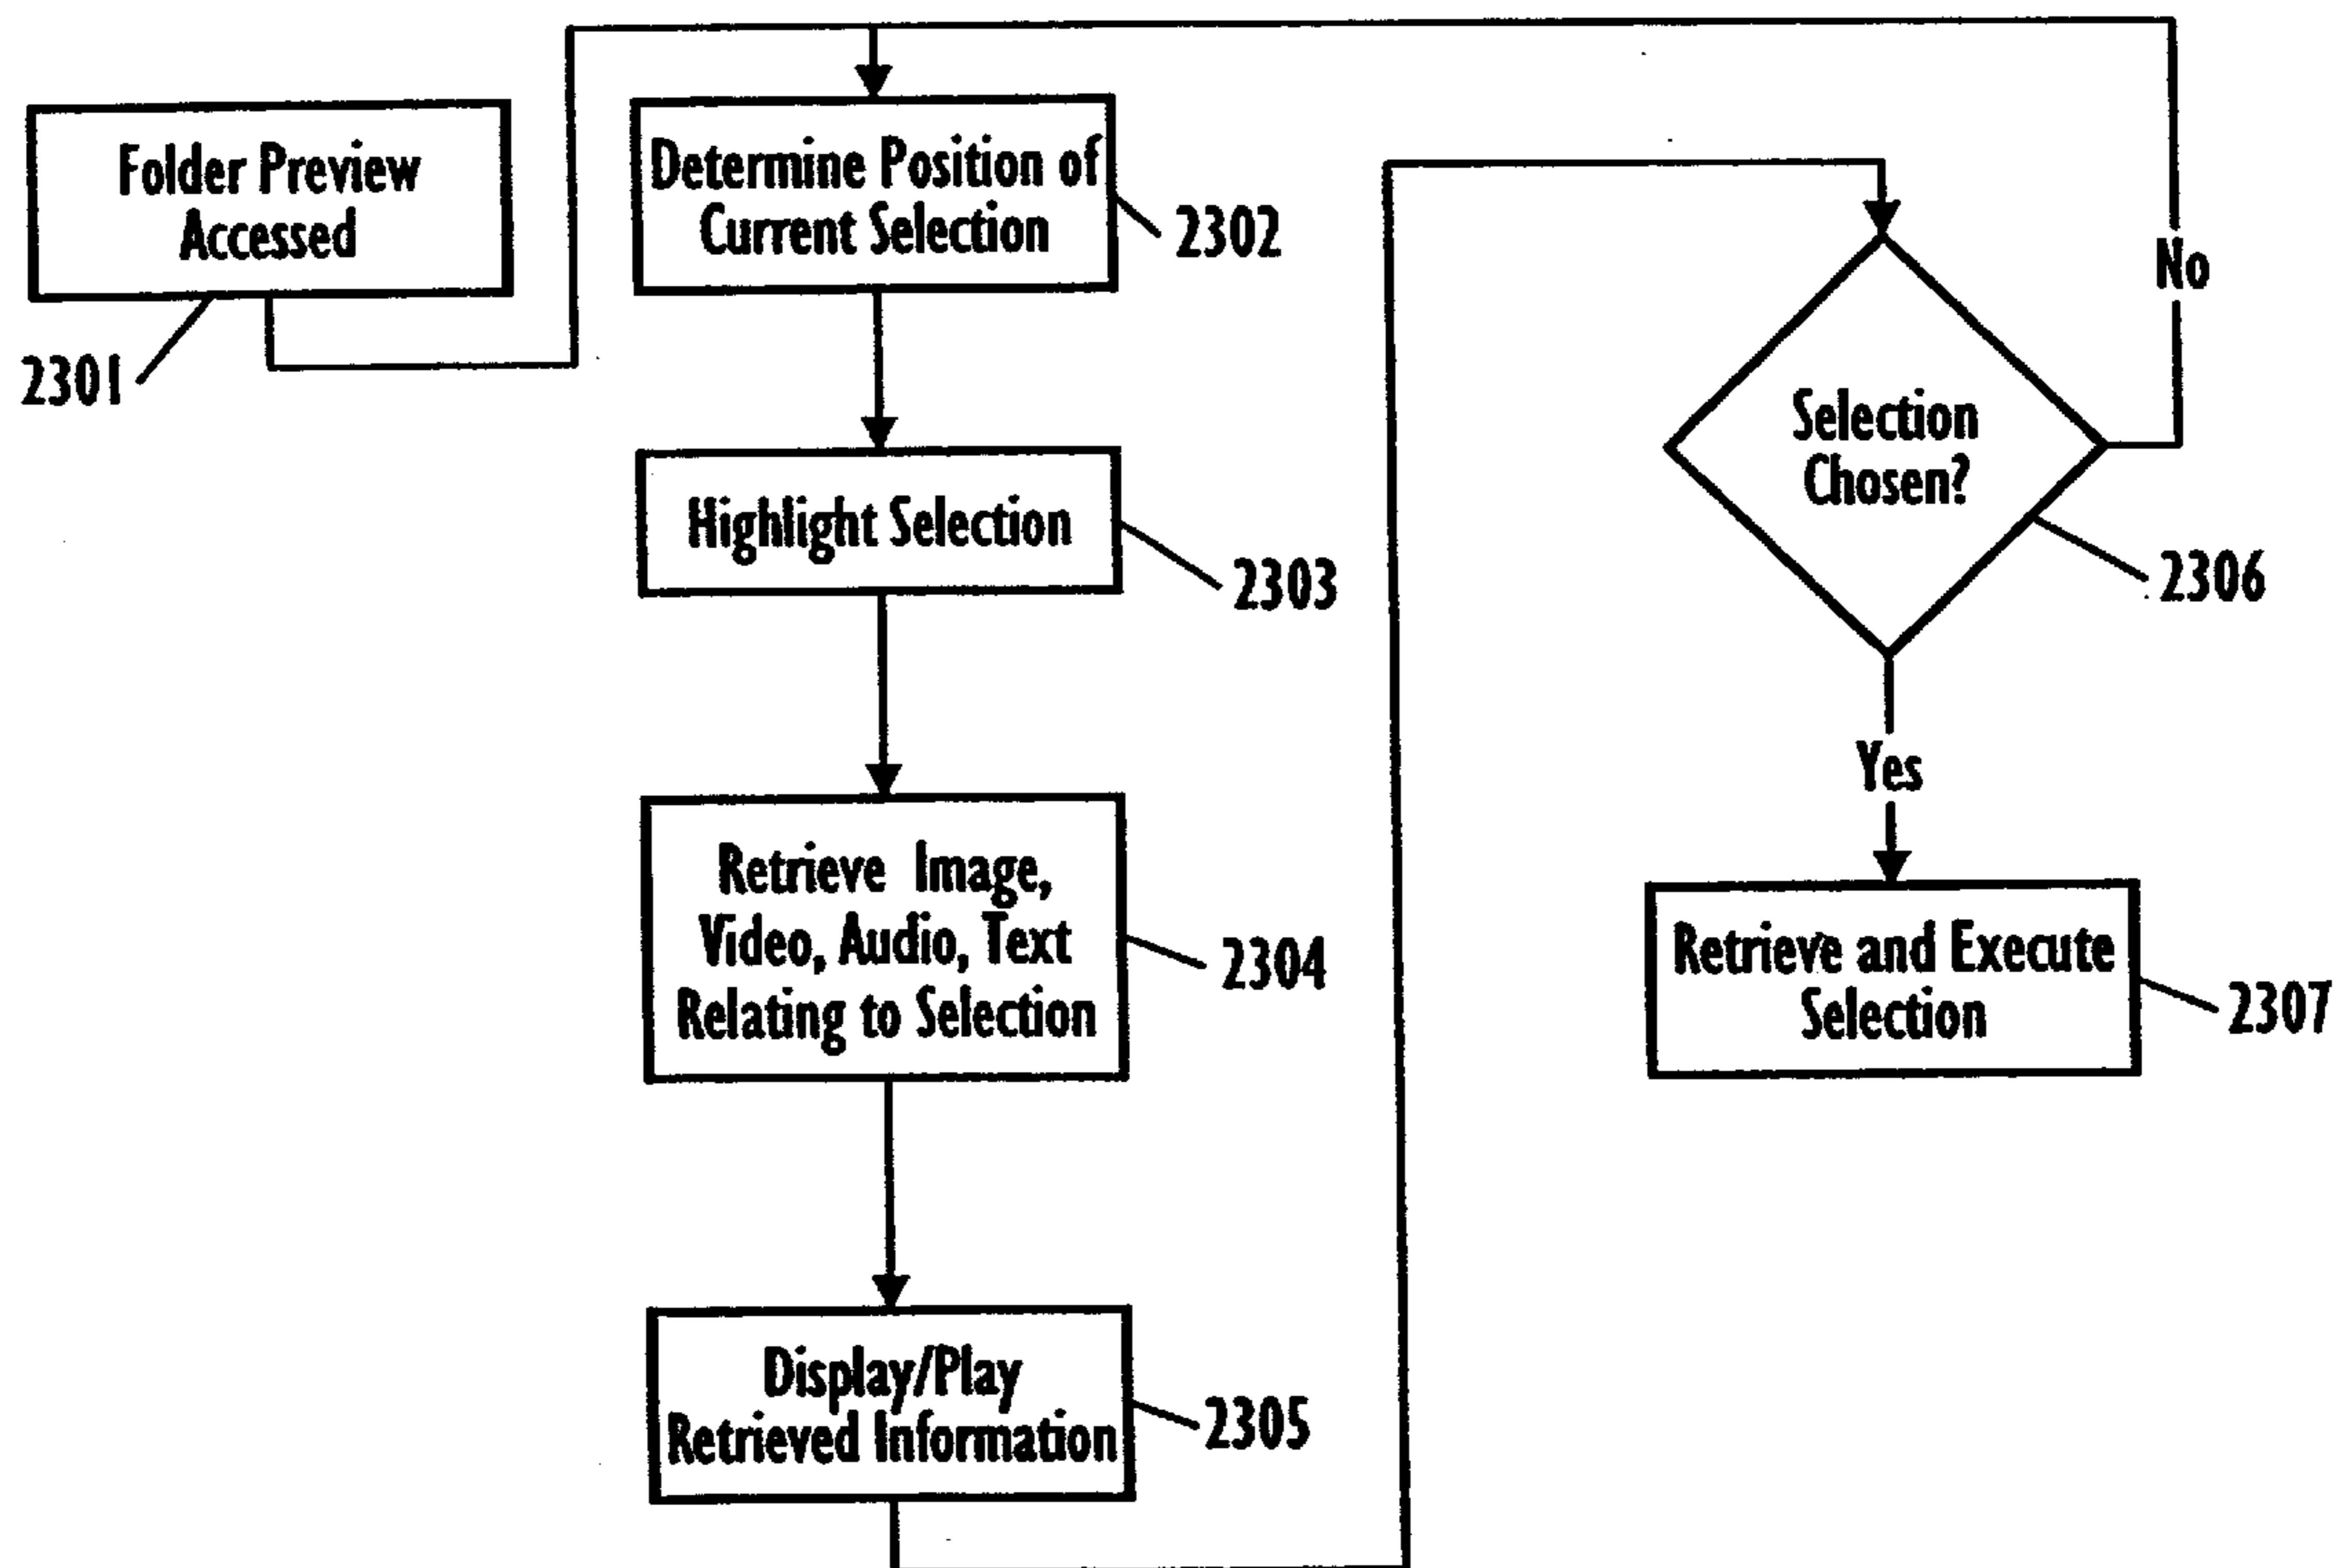 Folder Preview
Accessed
2301
Determine Position of
Current Selection
2302
Highlight Selection
2303
Retrieve Image,
Video, Audio, Text
Relating to Selection
2304
Display/Play
Retrieved Information
2305
Selection
Chosen?
2306
No
Yes
Retrieve and Execute
Selection
2307